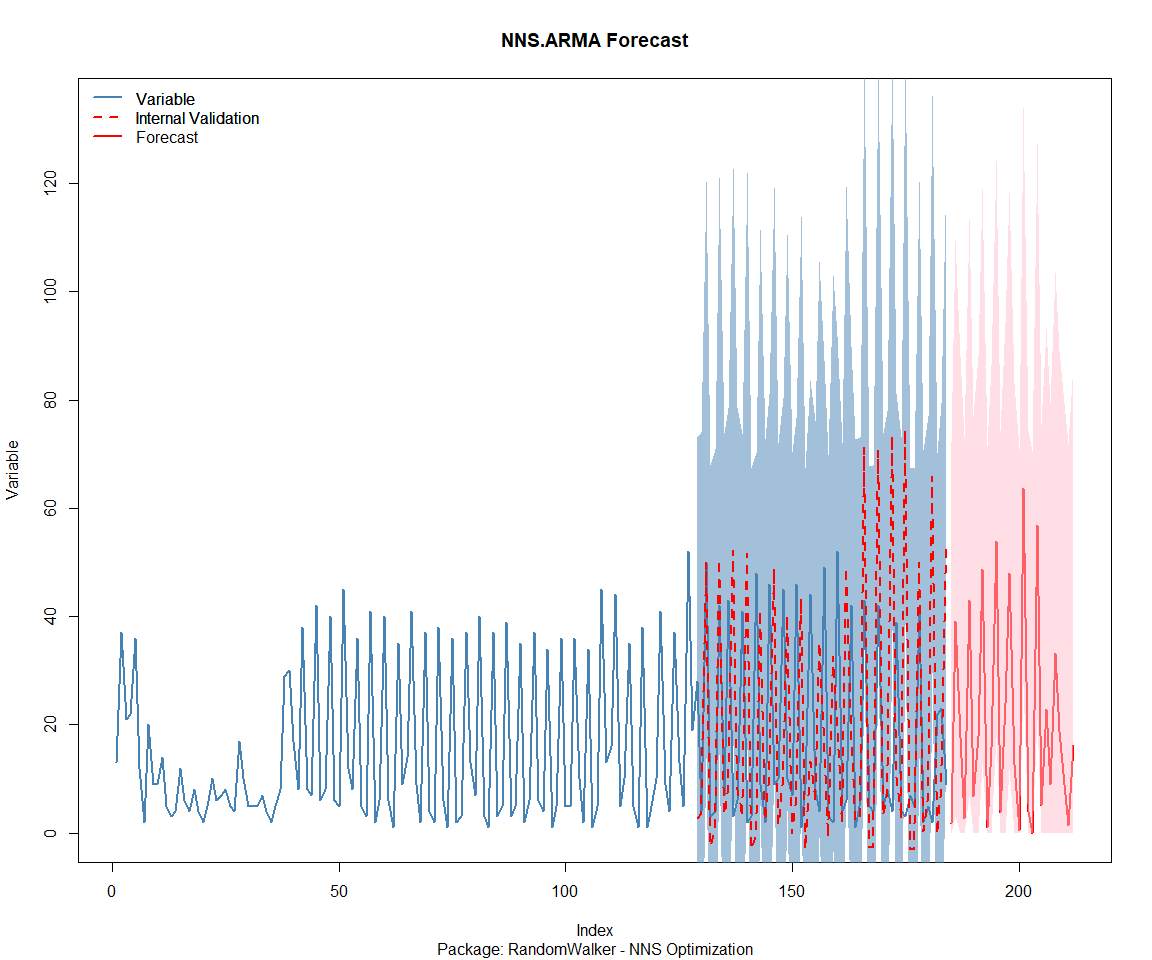 NNS.ARMA Forecast
Variable
Internal Validation
Forecast
120
100
80
60
40
20
0
Variable
0 50 100 150 200
Index
Package: RandomWalker - NNS Optimization